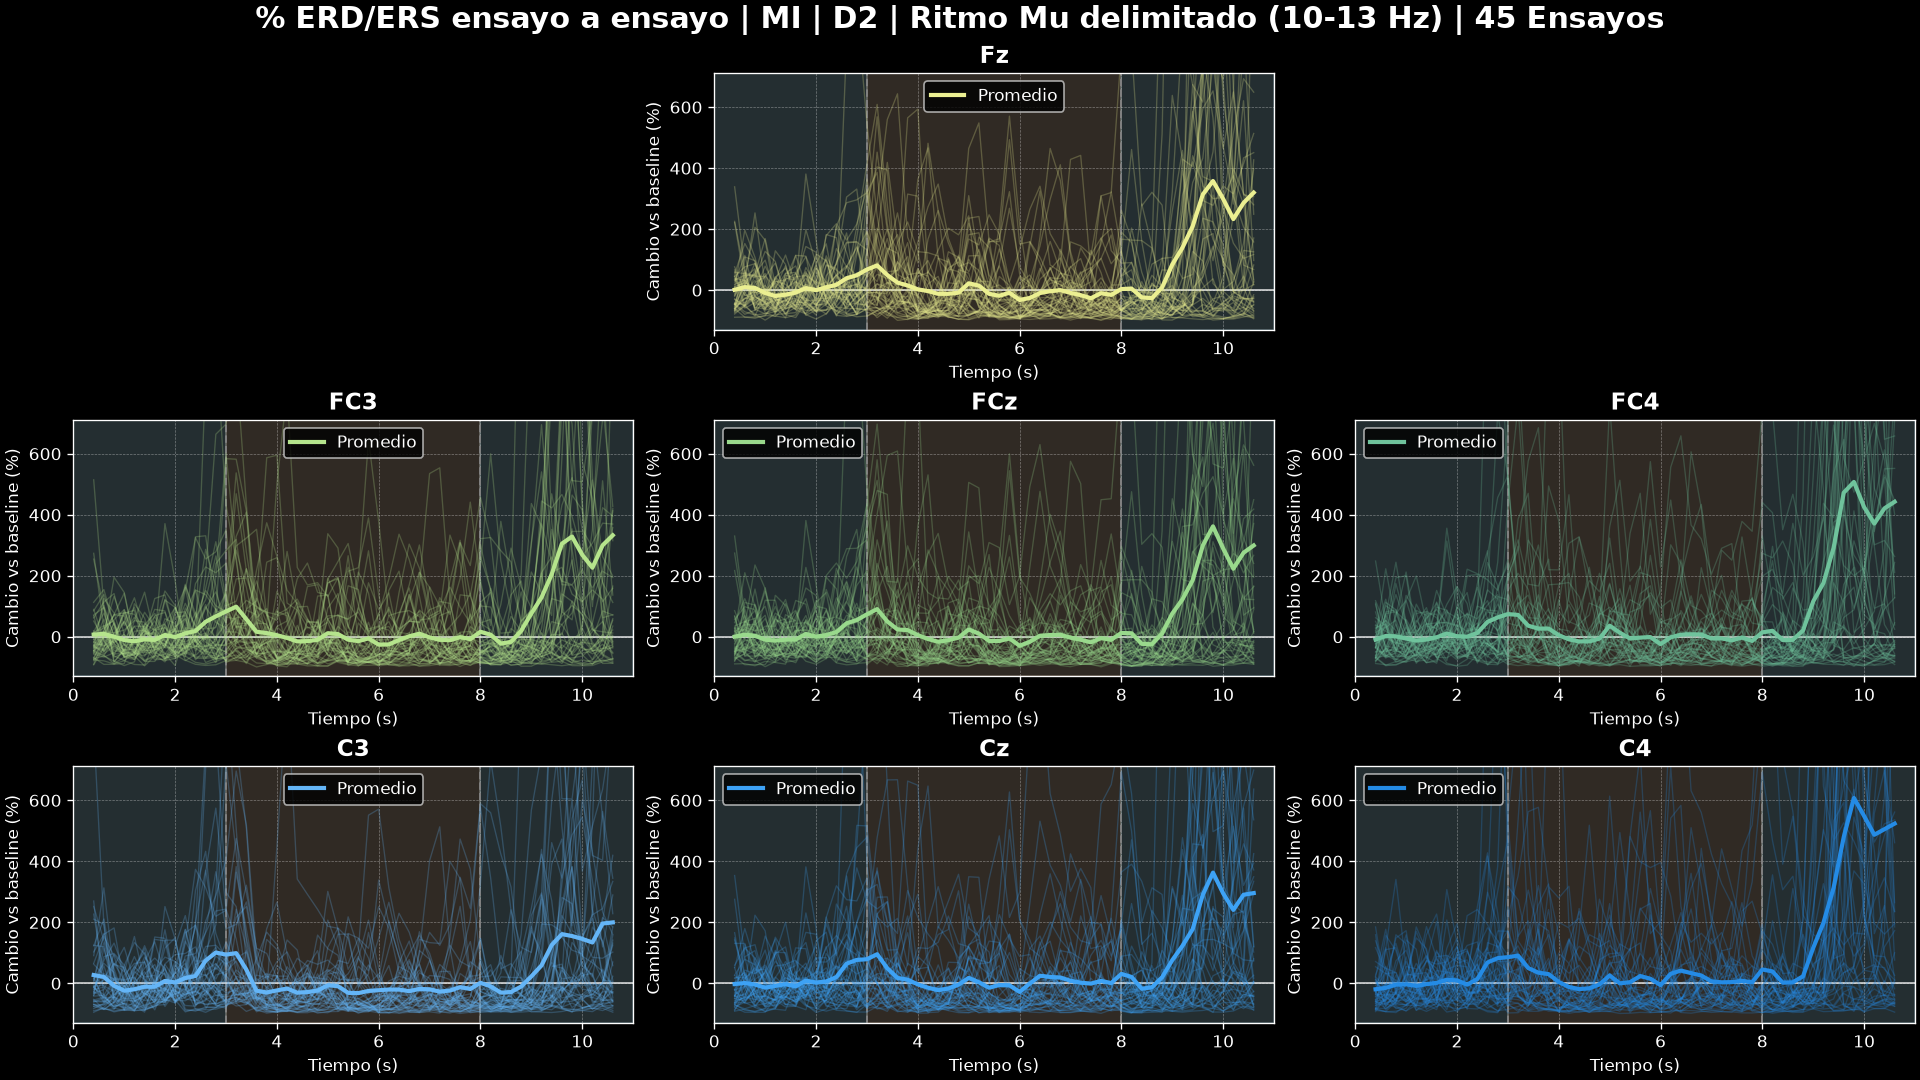 % ERD/ERS ensayo a ensayo | MI | D2 | Ritmo Mu delimitado (10-13 Hz) | 45 Ensayos
Fz
Promedio
Cambio vs baseline (%)
600
400
200
0
0 2 4 6 8 10
Tiempo (s)
FC3
Promedio
Cambio vs baseline (%)
600
400
200
0
0 2 4 6 8 10
Tiempo (s)
FCz
Promedio
Cambio vs baseline (%)
600
400
200
0
0 2 4 6 8 10
Tiempo (s)
FC4
Promedio
Cambio vs baseline (%)
600
400
200
0
0 2 4 6 8 10
Tiempo (s)
C3
Promedio
Cambio vs baseline (%)
600
400
200
0
0 2 4 6 8 10
Tiempo (s)
Cz
Promedio
Cambio vs baseline (%)
600
400
200
0
0 2 4 6 8 10
Tiempo (s)
C4
Promedio
Cambio vs baseline (%)
600
400
200
0
0 2 4 6 8 10
Tiempo (s)